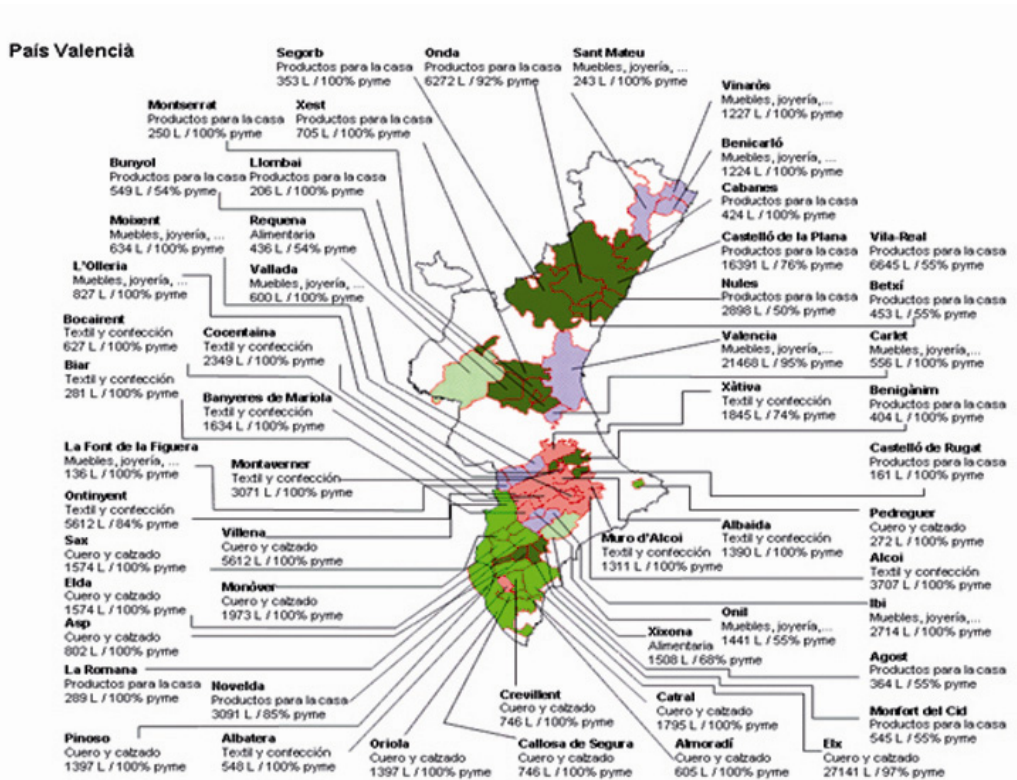 País Valencià
Segorb
Productos para la casa
353 L / 100% pyme
Onda
Productos para la casa
6272 L / 92% pyme
Sant Mateu
Muebles, joyería, ...
243 L / 100% pyme
Vinaròs
Muebles, joyería,...
1227 L / 100% pyme
Montserrat
Productos para la casa
250 L / 100% pyme
Xest
Productos para la casa
705 L / 100% pyme
Benicarló
Muebles, joyería, ...
1224 L / 100% pyme
Bunyol
Productos para la casa
549 L / 54% pyme
Llombai
Productos para la casa
206 L / 100% pyme
Cabanes
Productos para la casa
424 L / 100% pyme
Moixent
Muebles, joyería, ...
634 L / 100% pyme
Requena
Alimentaria
436 L / 54% pyme
Castelló de la Plana
Productos para la casa
16391 L / 76% pyme
Vila-Real
Productos para la casa
6645 L / 55% pyme
L'Olleria
Muebles, joyería, ...
827 L / 100% pyme
Vallada
Muebles, joyería, ...
600 L / 100% pyme
Nules
Productos para la casa
2898 L / 50% pyme
Betxí
Productos para la casa
453 L / 55% pyme
Bocairent
Textil y confección
627 L / 100% pyme
Cocentaina
Textil y confección
2349 L / 100% pyme
Valencia
Muebles, joyería, ...
21468 L / 95% pyme
Carlet
Muebles, joyería, ...
556 L / 100% pyme
Biar
Textil y confección
281 L / 100% pyme
Banyeres de Mariola
Textil y confección
1634 L / 100% pyme
Xàtiva
Textil y confección
1845 L / 74% pyme
Benigànim
Productos para la casa
404 L / 100% pyme
La Font de la Figuera
Muebles, joyería, ...
136 L / 100% pyme
Montaverner
Textil y confección
3071 L / 100% pyme
Castelló de Rugat
Productos para la casa
161 L / 100% pyme
Ontinyent
Textil y confección
5612 L / 84% pyme
Villena
Cuero y calzado
5612 L / 100% pyme
Muro d'Alcoi
Textil y confección
1311 L / 100% pyme
Albaida
Textil y confección
1390 L / 100% pyme
Pedreguer
Cuero y calzado
272 L / 100% pyme
Sax
Cuero y calzado
1574 L / 100% pyme
Alcoi
Textil y confección
3707 L / 100% pyme
Elda
Cuero y calzado
1574 L / 100% pyme
Monòver
Cuero y calzado
1973 L / 100% pyme
Ibi
Muebles, joyería, ...
2714 L / 100% pyme
Asp
Cuero y calzado
802 L / 100% pyme
Onil
Muebles, joyería,...
1441 L / 55% pyme
Xixona
Alimentaria
1508 L / 68% pyme
Agost
Productos para la casa
364 L / 55% pyme
La Romana
Productos para la casa
289 L / 100% pyme
Novelda
Productos para la casa
3091 L / 85% pyme
Crevillent
Cuero y calzado
746 L / 100% pyme
Catral
Cuero y calzado
1795 L / 100% pyme
Monfort del Cid
Productos para la casa
545 L / 55% pyme
Pinoso
Cuero y calzado
1397 L / 100% pyme
Albatera
Textil y confección
548 L / 100% pyme
Oriola
Cuero y calzado
1397 L / 100% pyme
Callosa de Segura
Cuero y calzado
746 L / 100% pyme
Almoradí
Cuero y calzado
605 L / 100% pyme
Elx
Cuero y calzado
27141 L / 97% pyme